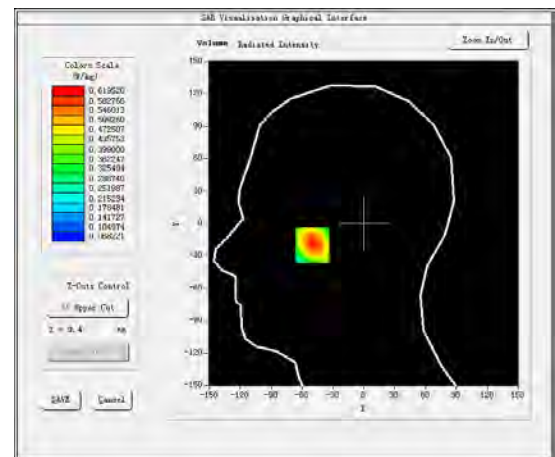 SAR Visualisation Graphical Interface
Volume Radiated Intensity
Zoom In/Out
Colors Scale
(W/kg)
0.619520
0.582766
0.546013
0.509260
0.472507
0.435753
0.399000
0.362247
0.325494
0.288740
0.251987
0.215234
0.178481
0.141727
0.104974
0.068221
150
120
90
60
30
0
-30
-60
-90
-120
-150
Y
-150 -120 -90 -60 -30 0 30 60 90 120 150
X
Z-Cuts Control
Upper Cut
Z = 0.4 mm
SAVE
Cancel